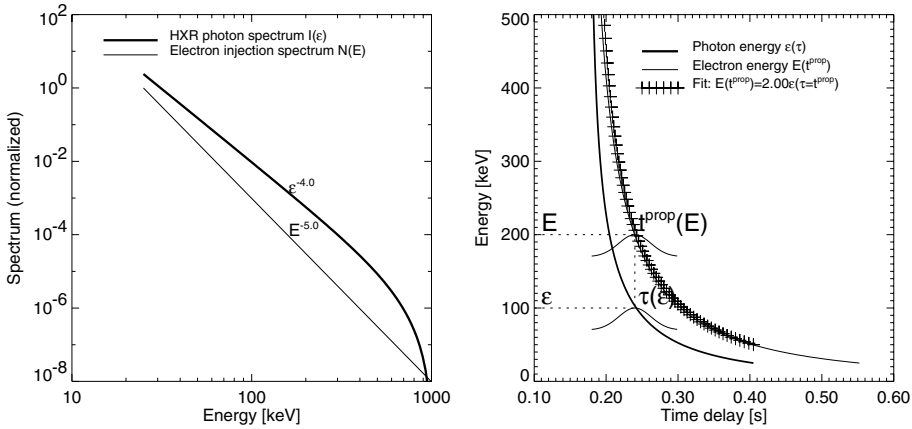 HXR photon spectrum I(ε)
Electron injection spectrum N(E)
10^0
10^-2
10^-4
10^-6
10^-8
ε^-4.0
E^-5.0
Spectrum (normalized)
10
100
1000
Energy [keV]
Photon energy ε(τ)
Electron energy E(t^prop)
Fit: E(t^prop)=2.00ε(τ=t^prop)
500
400
300
200
100
0
Energy [keV]
E
t^prop(E)
ε
τ(ε)
0.10
0.20
0.30
0.40
0.50
0.60
Time delay [s]